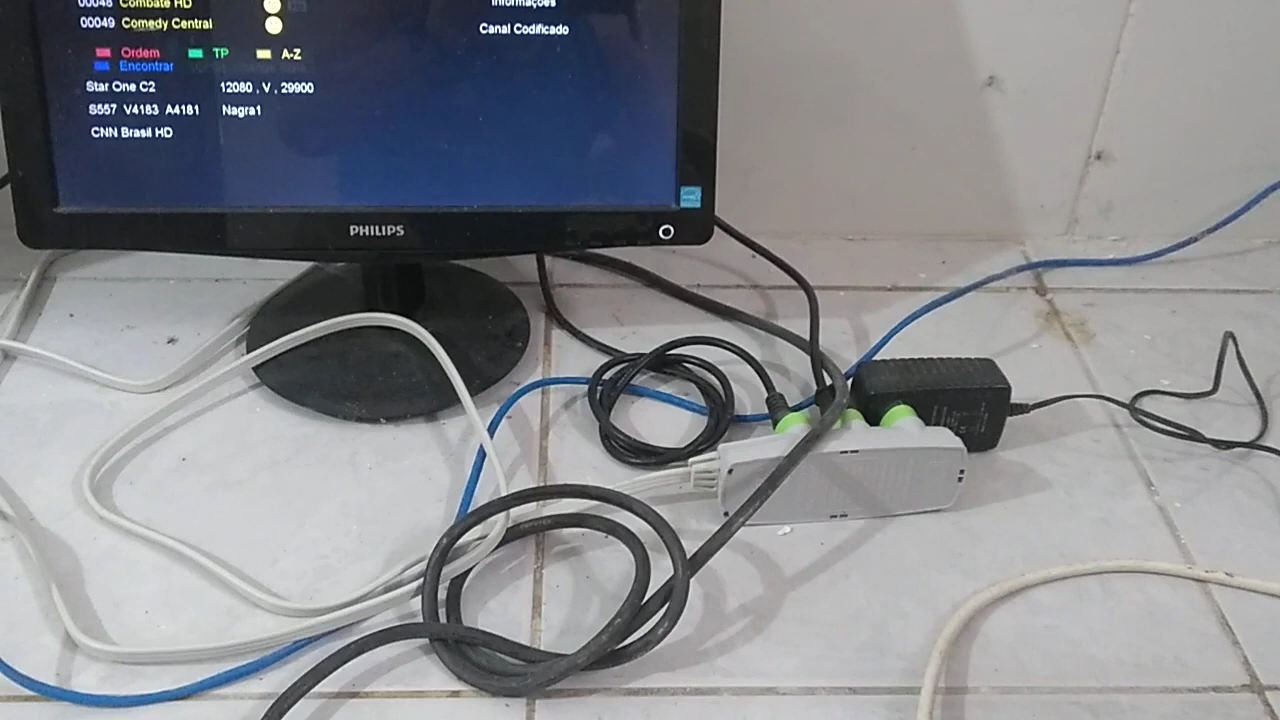 00048 Combate HD
Informações
00049 Comedy Central
Canal Codificado
Ordem TP A-Z
Encontrar
Star One C2 12080 , V , 29900
S557 V4183 A4181 Nagra1
CNN Brasil HD
PHILIPS